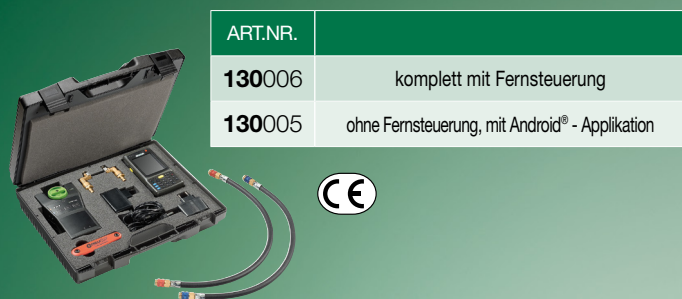 ART.NR.
130006 komplett mit Fernsteuerung
130005 ohne Fernsteuerung, mit Android® - Applikation
CE